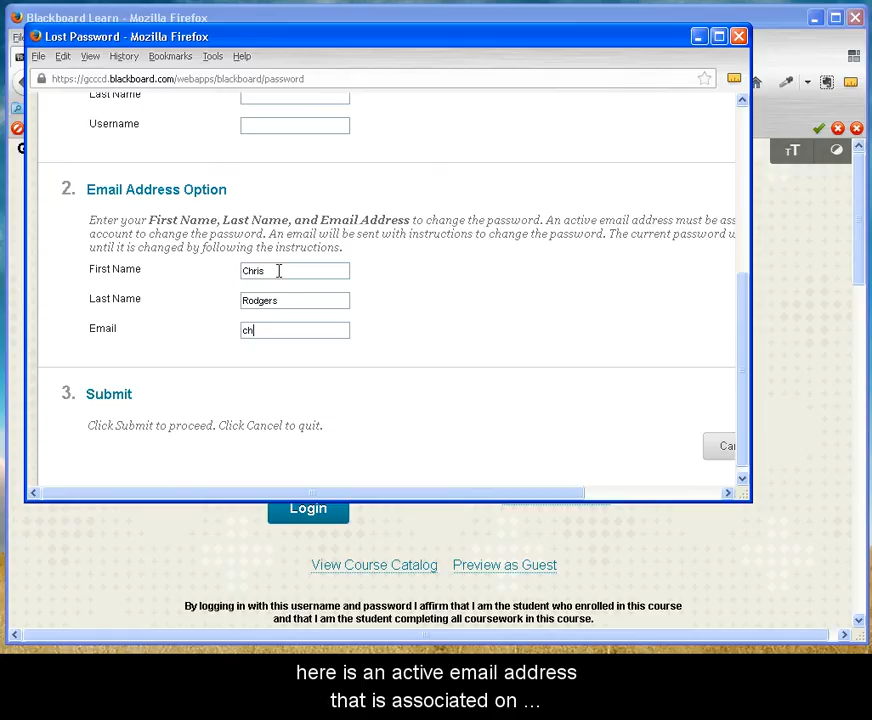 Blackboard Learn - Mozilla Firefox
Lost Password - Mozilla Firefox
File Edit View History Bookmarks Tools Help
https://gcccd.blackboard.com/webapps/blackboard/password
Last Name
Username
TT
2. Email Address Option
Enter your First Name, Last Name, and Email Address to change the password. An active email address must be ass
account to change the password. An email will be sent with instructions to change the password. The current password w
until it is changed by following the instructions.
First Name Chris
Last Name Rodgers
Email ch
3. Submit
Click Submit to proceed. Click Cancel to quit.
Can
Login
View Course Catalog Preview as Guest
By logging in with this username and password I affirm that I am the student who enrolled in this course
and that I am the student completing all coursework in this course.
here is an active email address
that is associated on ...